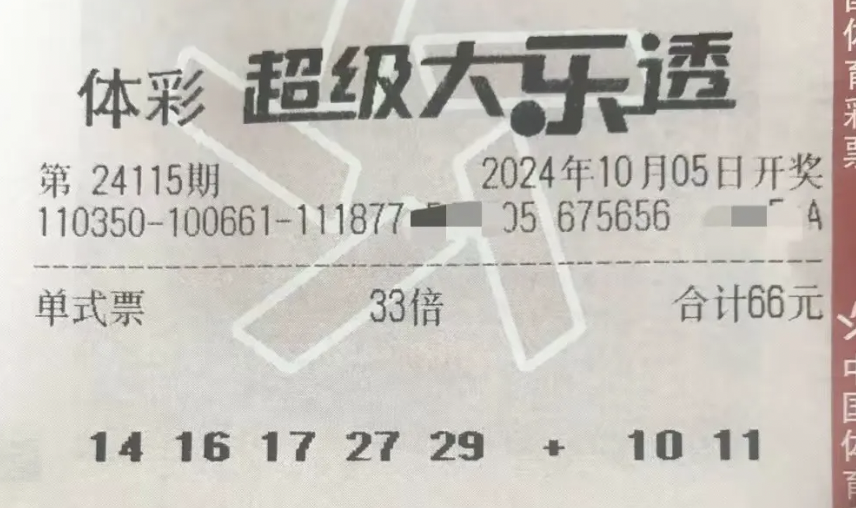 体彩 超级大乐透
第 24115期 2024年10月05日开奖
110350-100661-111877 05 675656 A
单式票 33倍 合计66元
14 16 17 27 29 + 10 11
国体育彩票
中国体育